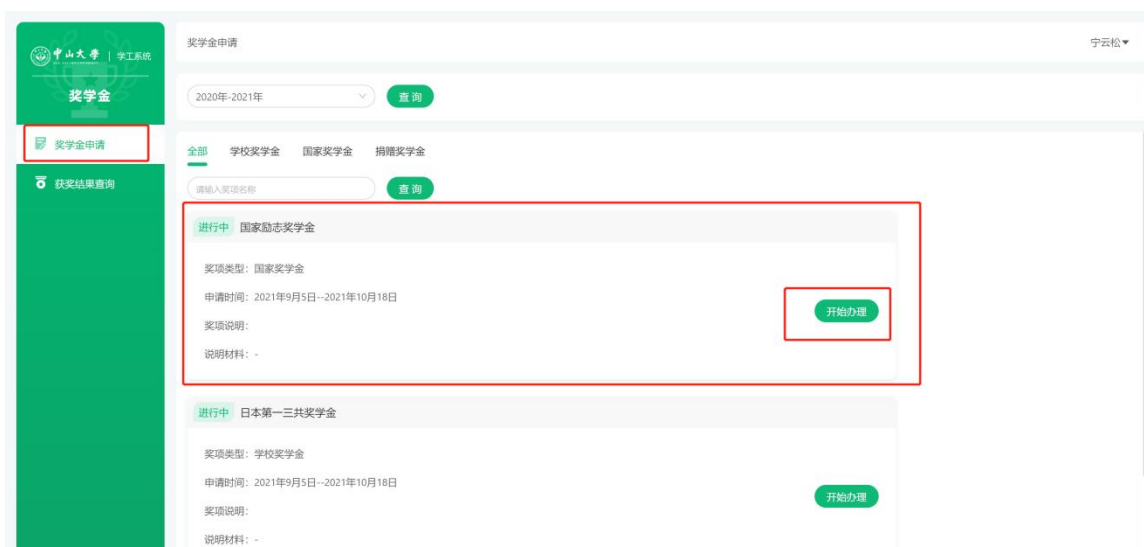 中山大學 | 学工系统
奖学金
奖学金申请
获奖结果查询
奖学金申请
宁云松▼
2020年-2021年
查 询
全部 学校奖学金 国家奖学金 捐赠奖学金
请输入奖项名称
查 询
进行中 国家励志奖学金
奖项类型：国家奖学金
申请时间：2021年9月5日--2021年10月18日
开始办理
奖项说明：
说明材料：-
进行中 日本第一三共奖学金
奖项类型：学校奖学金
申请时间：2021年9月5日--2021年10月18日
开始办理
奖项说明：
说明材料：-